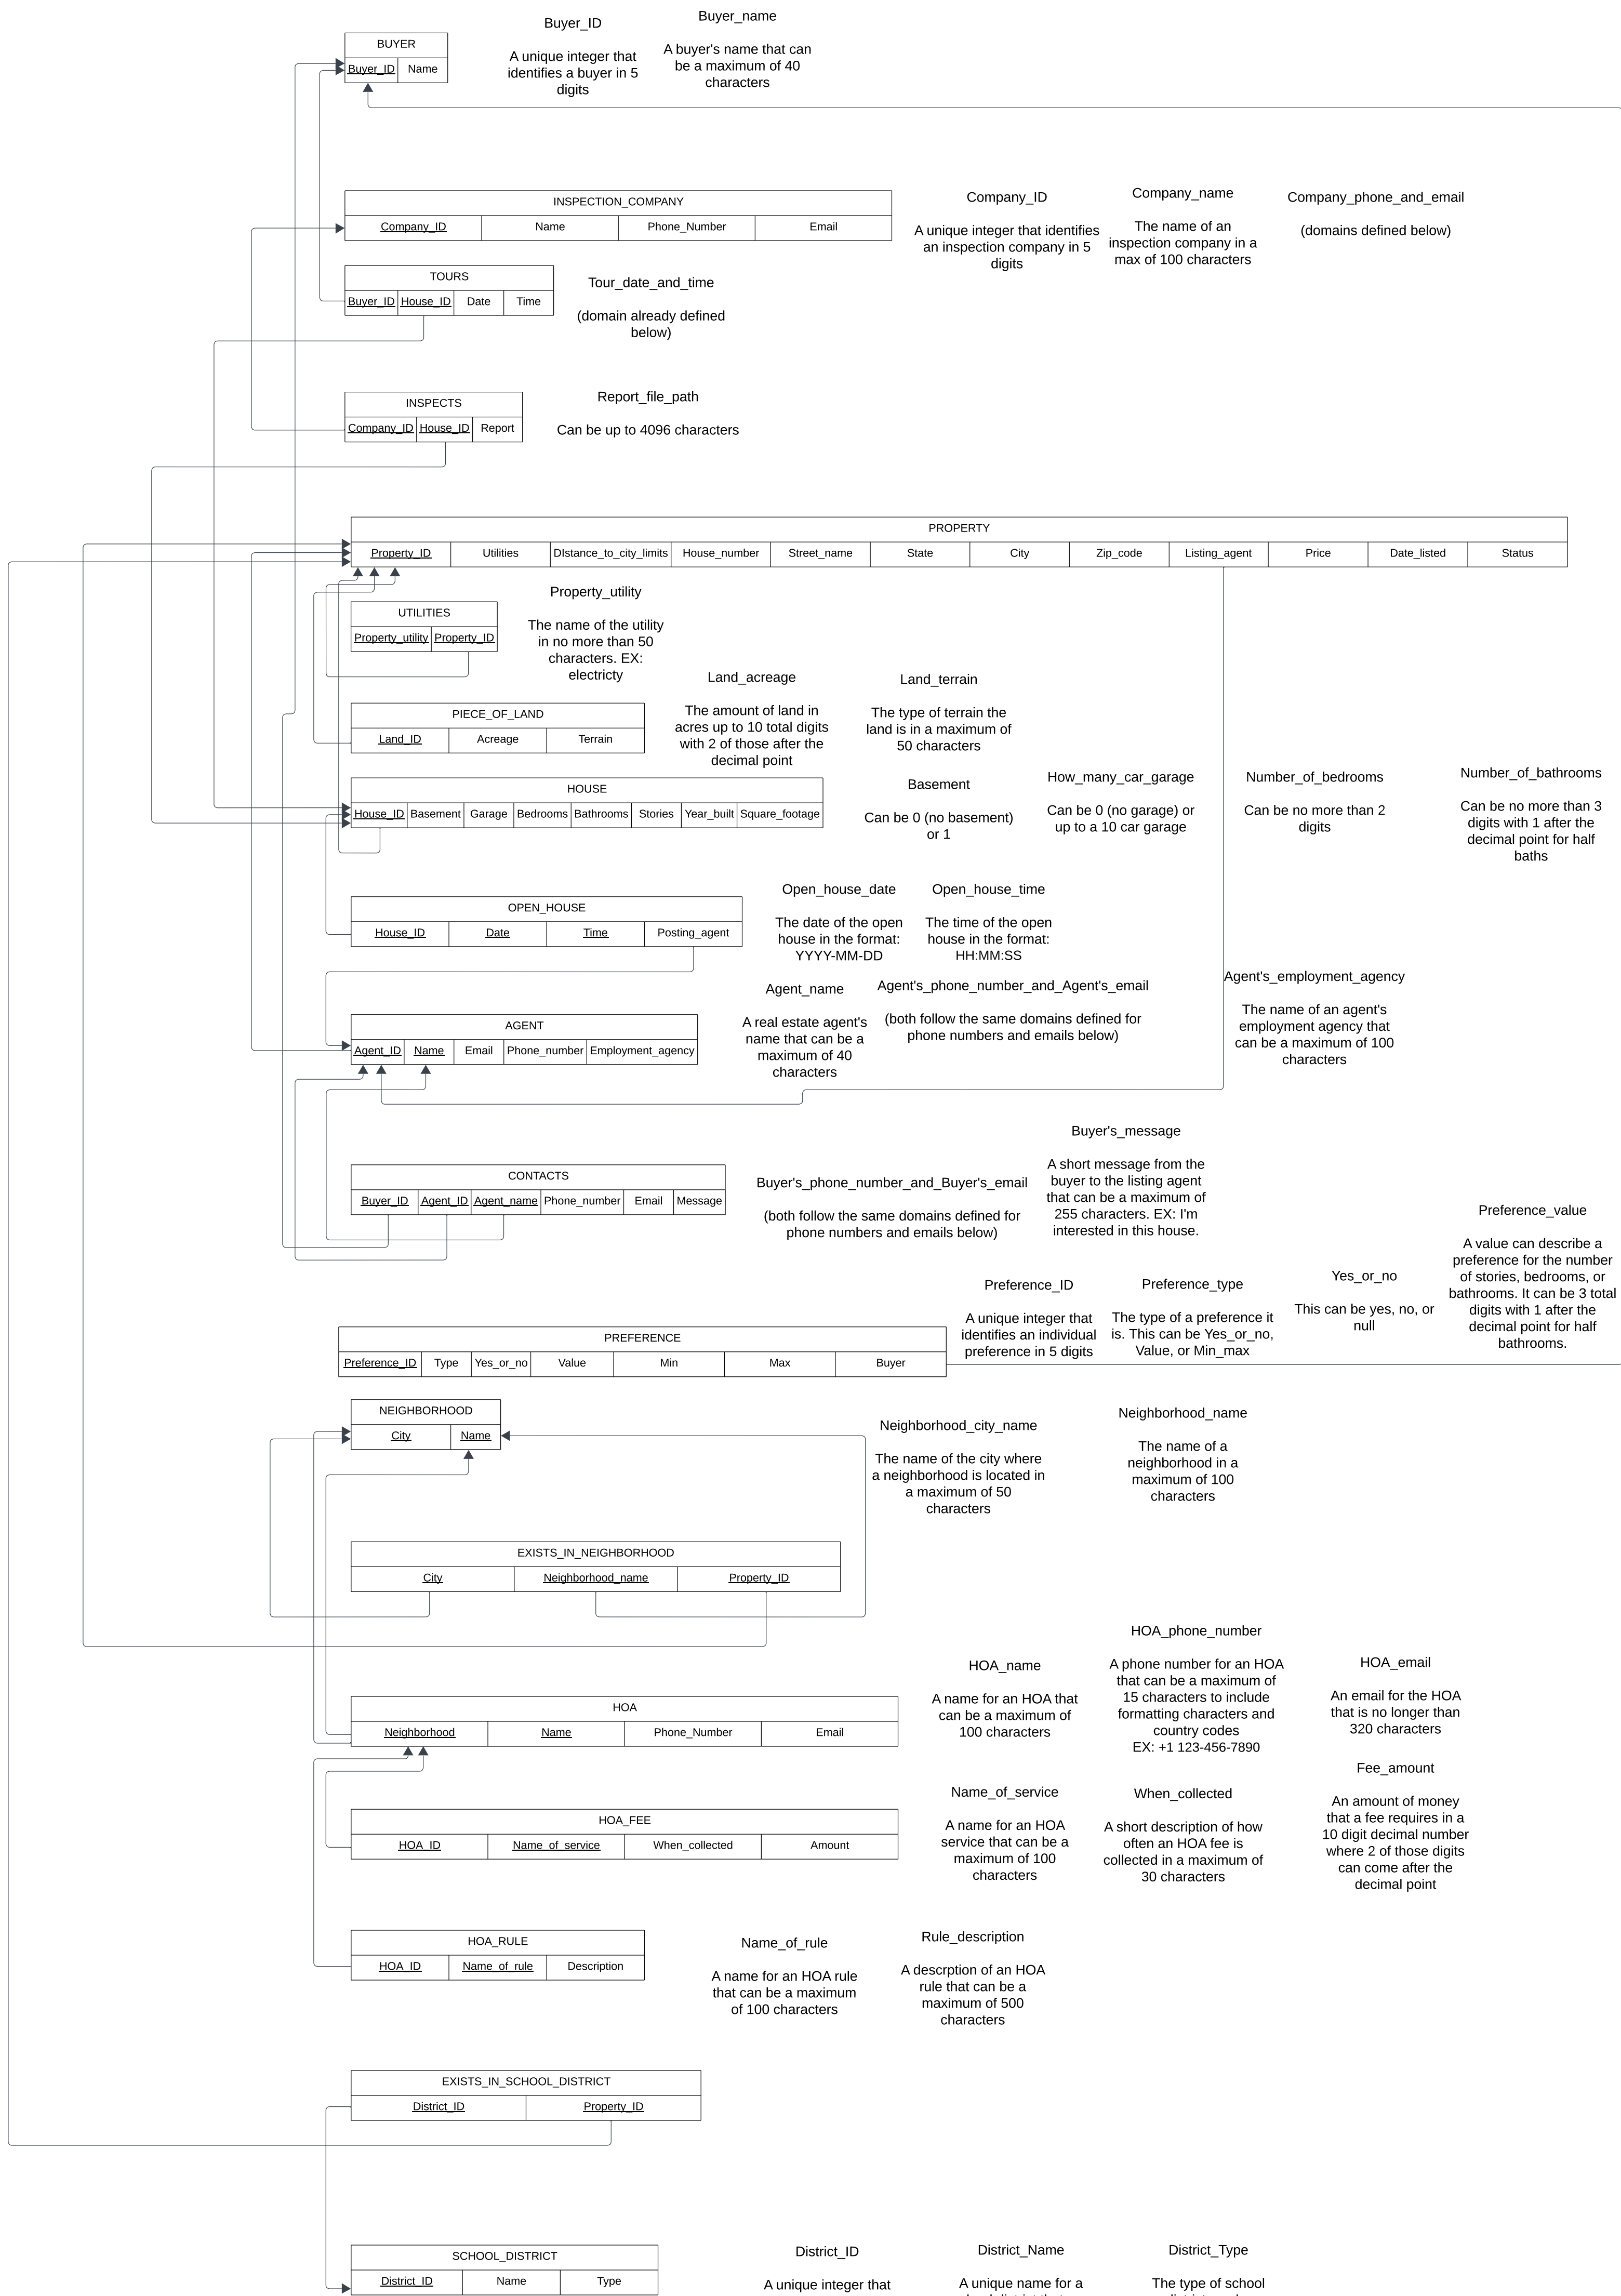 Buyer_ID
A unique integer that
identifies a buyer in 5
digits
Buyer_name
A buyer's name that can
be a maximum of 40
characters
BUYER
Buyer_ID Name
INSPECTION_COMPANY
Company_ID Name Phone_Number Email
Company_ID
A unique integer that identifies
an inspection company in 5
digits
Company_name
The name of an
inspection company in a
max of 100 characters
Company_phone_and_email
(domains defined below)
TOURS
Buyer_ID House_ID Date Time
Tour_date_and_time
(domain already defined
below)
INSPECTS
Company_ID House_ID Report
Report_file_path
Can be up to 4096 characters
PROPERTY
Property_ID Utilities DIstance_to_city_limits House_number Street_name State City Zip_code Listing_agent Price Date_listed Status
UTILITIES
Property_utility Property_ID
Property_utility
The name of the utility
in no more than 50
characters. EX:
electricty
PIECE_OF_LAND
Land_ID Acreage Terrain
Land_acreage
The amount of land in
acres up to 10 total digits
with 2 of those after the
decimal point
Land_terrain
The type of terrain the
land is in a maximum of
50 characters
HOUSE
House_ID Basement Garage Bedrooms Bathrooms Stories Year_built Square_footage
Basement
Can be 0 (no basement)
or 1
How_many_car_garage
Can be 0 (no garage) or
up to a 10 car garage
Number_of_bedrooms
Can be no more than 2
digits
Number_of_bathrooms
Can be no more than 3
digits with 1 after the
decimal point for half
baths
OPEN_HOUSE
House_ID Date Time Posting_agent
Open_house_date
The date of the open
house in the format:
YYYY-MM-DD
Open_house_time
The time of the open
house in the format:
HH:MM:SS
AGENT
Agent_ID Name Email Phone_number Employment_agency
Agent_name
A real estate agent's
name that can be a
maximum of 40
characters
Agent's_phone_number_and_Agent's_email
(both follow the same domains defined for
phone numbers and emails below)
Agent's_employment_agency
The name of an agent's
employment agency that
can be a maximum of 100
characters
CONTACTS
Buyer_ID Agent_ID Agent_name Phone_number Email Message
Buyer's_phone_number_and_Buyer's_email
(both follow the same domains defined for
phone numbers and emails below)
Buyer's_message
A short message from the
buyer to the listing agent
that can be a maximum of
255 characters. EX: I'm
interested in this house.
PREFERENCE
Preference_ID Type Yes_or_no Value Min Max Buyer
Preference_ID
A unique integer that
identifies an individual
preference in 5 digits
Preference_type
The type of a preference it
is. This can be Yes_or_no,
Value, or Min_max
Yes_or_no
This can be yes, no, or
null
Preference_value
A value can describe a
preference for the number
of stories, bedrooms, or
bathrooms. It can be 3 total
digits with 1 after the
decimal point for half
bathrooms.
NEIGHBORHOOD
City Name
Neighborhood_city_name
The name of the city where
a neighborhood is located in
a maximum of 50
characters
Neighborhood_name
The name of a
neighborhood in a
maximum of 100
characters
EXISTS_IN_NEIGHBORHOOD
City Neighborhood_name Property_ID
HOA
Neighborhood Name Phone_Number Email
HOA_name
A name for an HOA that
can be a maximum of
100 characters
HOA_phone_number
A phone number for an HOA
that can be a maximum of
15 characters to include
formatting characters and
country codes
EX: +1 123-456-7890
HOA_email
An email for the HOA
that is no longer than
320 characters
HOA_FEE
HOA_ID Name_of_service When_collected Amount
Name_of_service
A name for an HOA
service that can be a
maximum of 100
characters
When_collected
A short description of how
often an HOA fee is
collected in a maximum of
30 characters
Fee_amount
An amount of money
that a fee requires in a
10 digit decimal number
where 2 of those digits
can come after the
decimal point
HOA_RULE
HOA_ID Name_of_rule Description
Name_of_rule
A name for an HOA rule
that can be a maximum
of 100 characters
Rule_description
A descrption of an HOA
rule that can be a
maximum of 500
characters
EXISTS_IN_SCHOOL_DISTRICT
District_ID Property_ID
SCHOOL_DISTRICT
District_ID Name Type
District_ID
A unique integer that
District_Name
A unique name for a
District_Type
The type of school